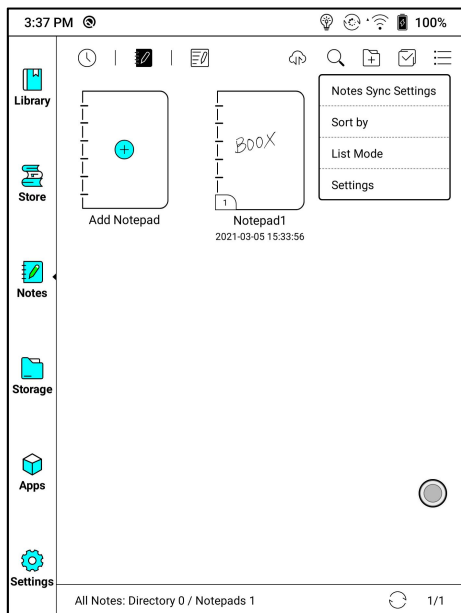 3:37 PM
100%
Library
Store
Notes
Storage
Apps
Settings
Notes Sync Settings
Sort by
List Mode
Settings
BOOX
1
Add Notepad
Notepad1
2021-03-05 15:33:56
All Notes: Directory 0 / Notepads 1
1/1